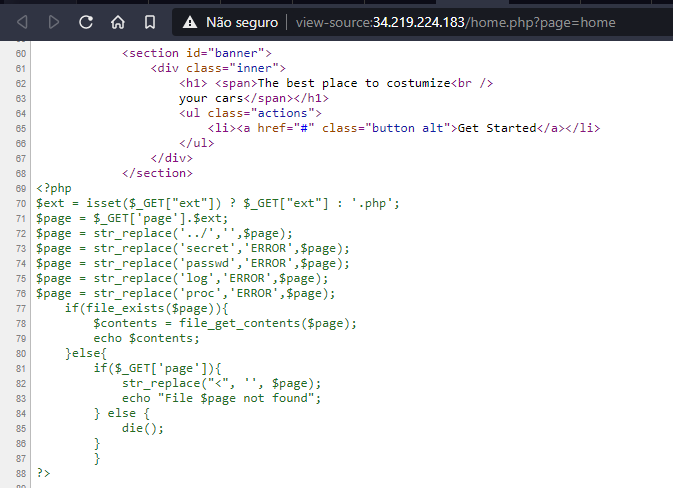 Não seguro | view-source:34.219.224.183/home.php?page=home
60 <section id="banner">
61 <div class="inner">
62 <h1> <span>The best place to costumize<br />
63 your cars</span></h1>
64 <ul class="actions">
65 <li><a href="#" class="button alt">Get Started</a></li>
66 </ul>
67 </div>
68 </section>
69 <?php
70 $ext = isset($_GET["ext"]) ? $_GET["ext"] : '.php';
71 $page = $_GET['page'].$ext;
72 $page = str_replace('../','',$page);
73 $page = str_replace('secret','ERROR',$page);
74 $page = str_replace('passwd','ERROR',$page);
75 $page = str_replace('log','ERROR',$page);
76 $page = str_replace('proc','ERROR',$page);
77 if(file_exists($page)){
78 $contents = file_get_contents($page);
79 echo $contents;
80 }else{
81 if($_GET['page']){
82 str_replace("<", '', $page);
83 echo "File $page not found";
84 } else {
85 die();
86 }
87 }
88 ?>